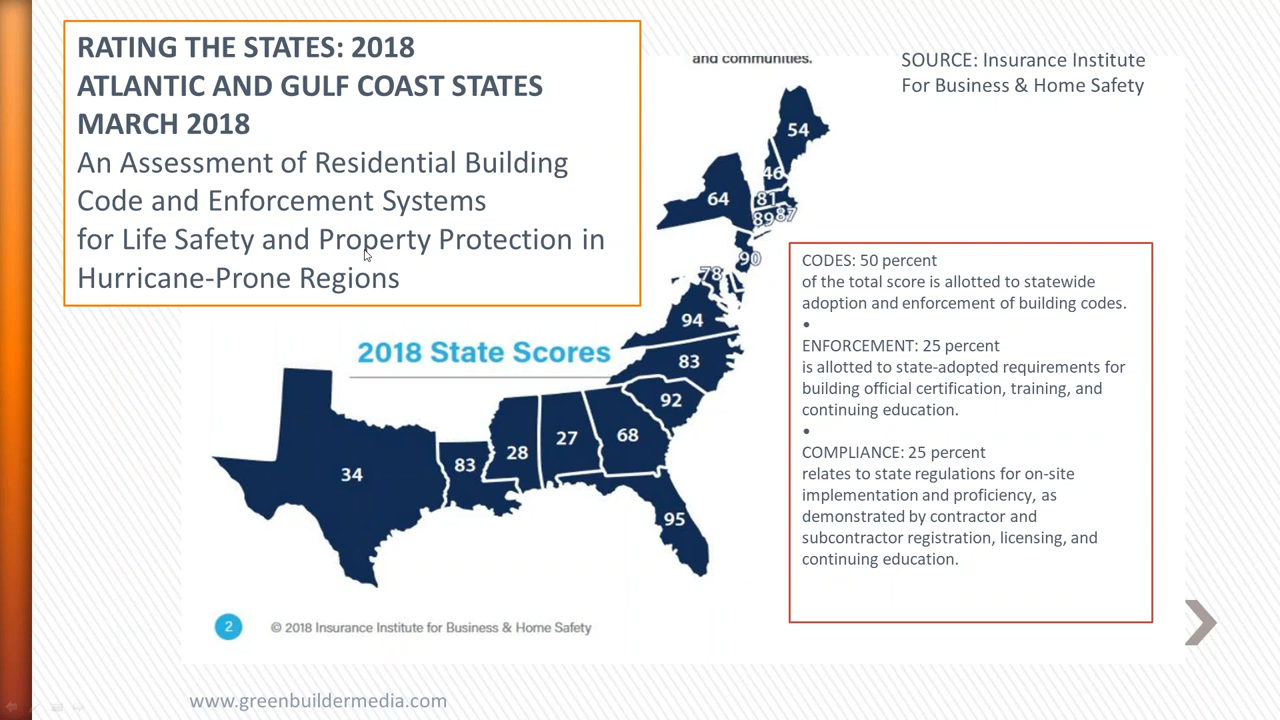 RATING THE STATES: 2018
ATLANTIC AND GULF COAST STATES
MARCH 2018
An Assessment of Residential Building
Code and Enforcement Systems
for Life Safety and Property Protection in
Hurricane-Prone Regions
and communities.
SOURCE: Insurance Institute
For Business & Home Safety
54
46
64
81
89
87
90
78
94
83
92
2018 State Scores
68
27
28
83
34
95
CODES: 50 percent
of the total score is allotted to statewide
adoption and enforcement of building codes.
•
ENFORCEMENT: 25 percent
is allotted to state-adopted requirements for
building official certification, training, and
continuing education.
•
COMPLIANCE: 25 percent
relates to state regulations for on-site
implementation and proficiency, as
demonstrated by contractor and
subcontractor registration, licensing, and
continuing education.
2
© 2018 Insurance Institute for Business & Home Safety
www.greenbuildermedia.com